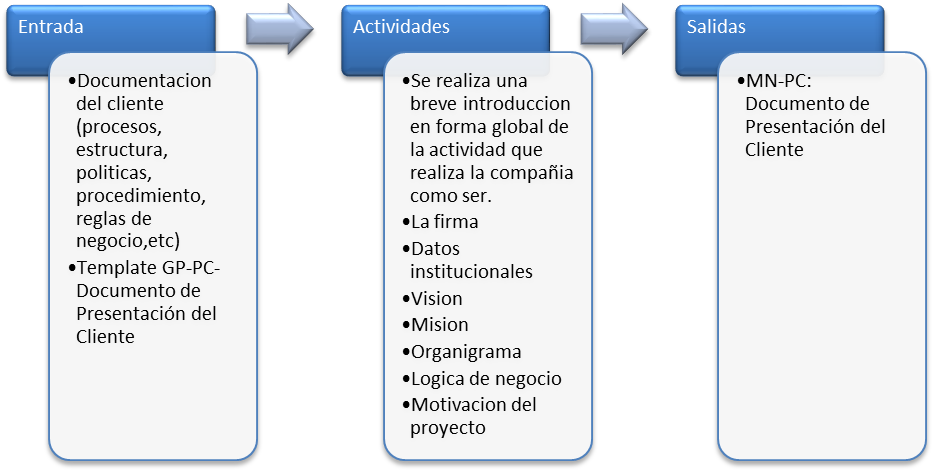 Entrada
•Documentacion
del cliente
(procesos,
estructura,
politicas,
procedimiento,
reglas de
negocio,etc)
•Template GP-PC-
Documento de
Presentación del
Cliente
Actividades
•Se realiza una
breve introduccion
en forma global de
la actividad que
realiza la compañia
como ser.
•La firma
•Datos
institucionales
•Vision
•Mision
•Organigrama
•Logica de negocio
•Motivacion del
proyecto
Salidas
•MN-PC:
Documento de
Presentación del
Cliente